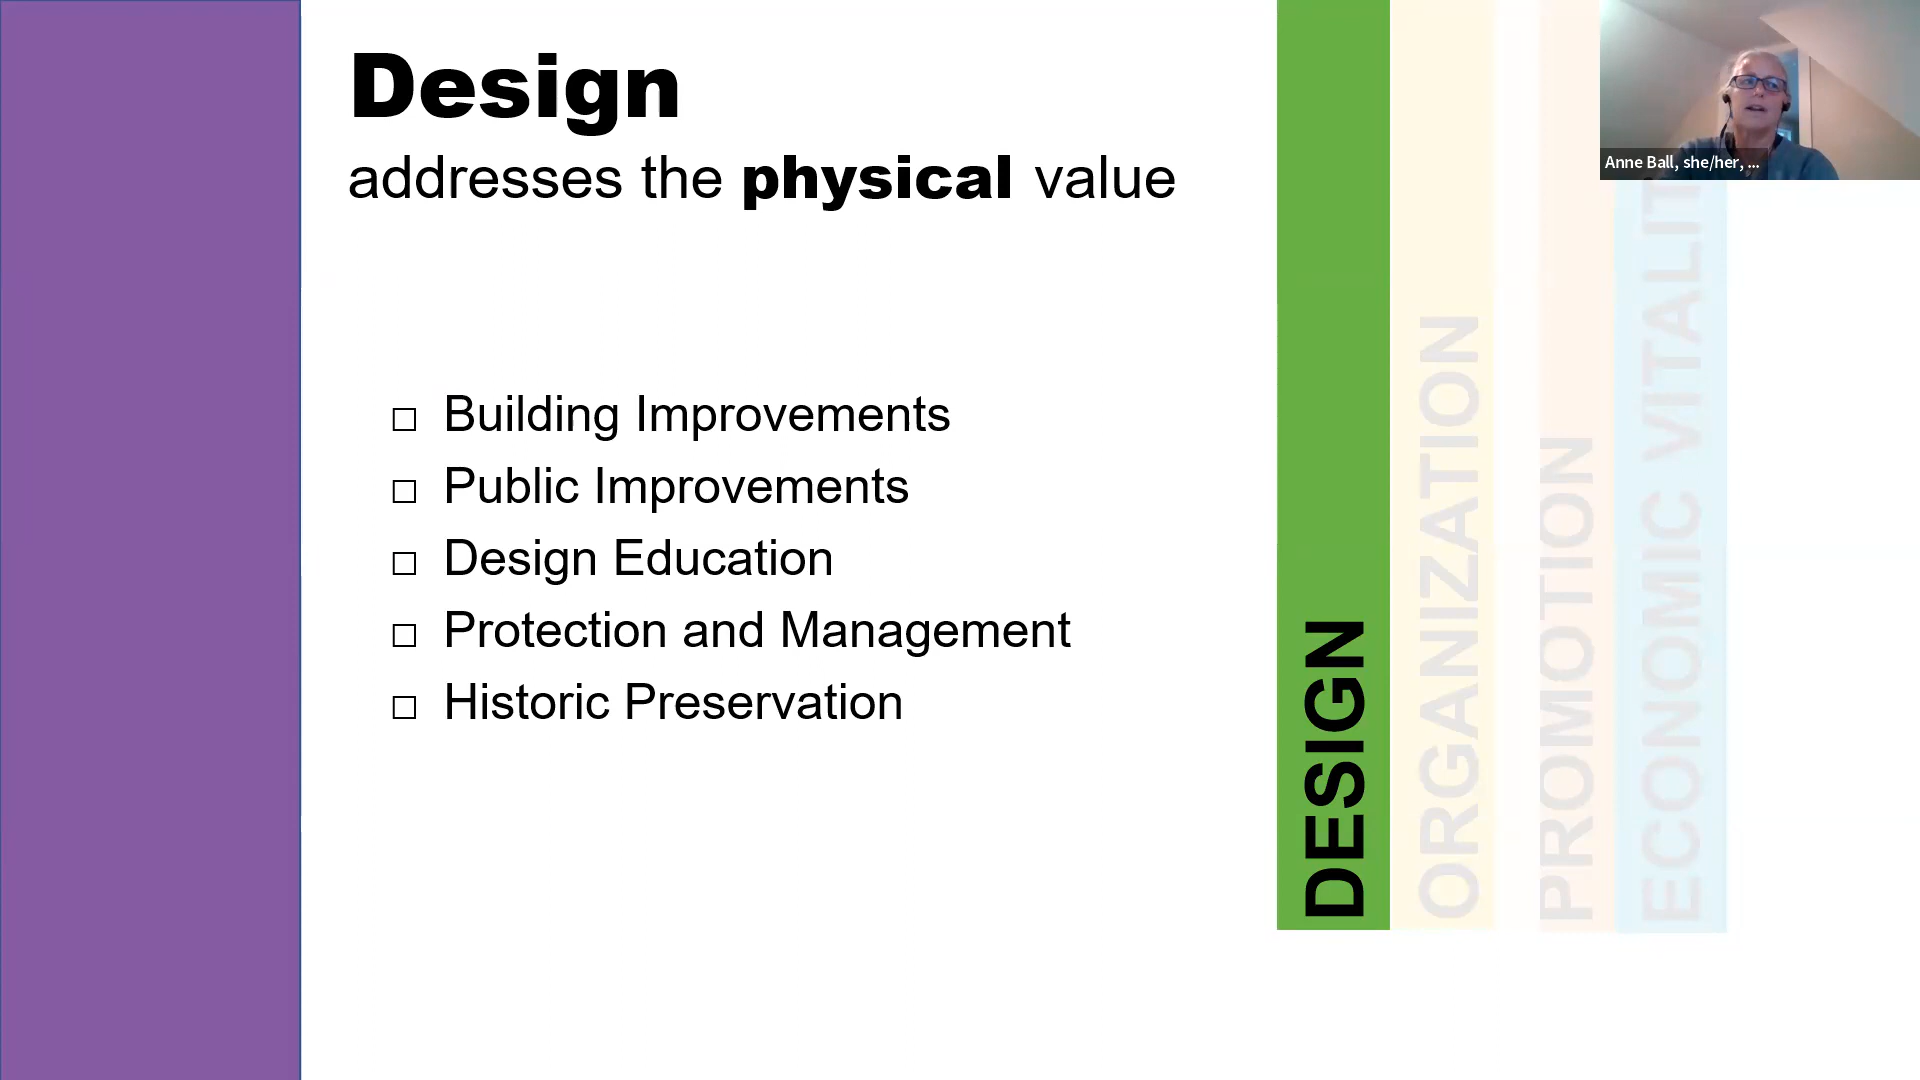 Design
addresses the physical value
Building Improvements
Public Improvements
Design Education
Protection and Management
Historic Preservation
DESIGN
ORGANIZATION
PROMOTION
ECONOMIC VITALIT
Anne Ball, she/her, ...